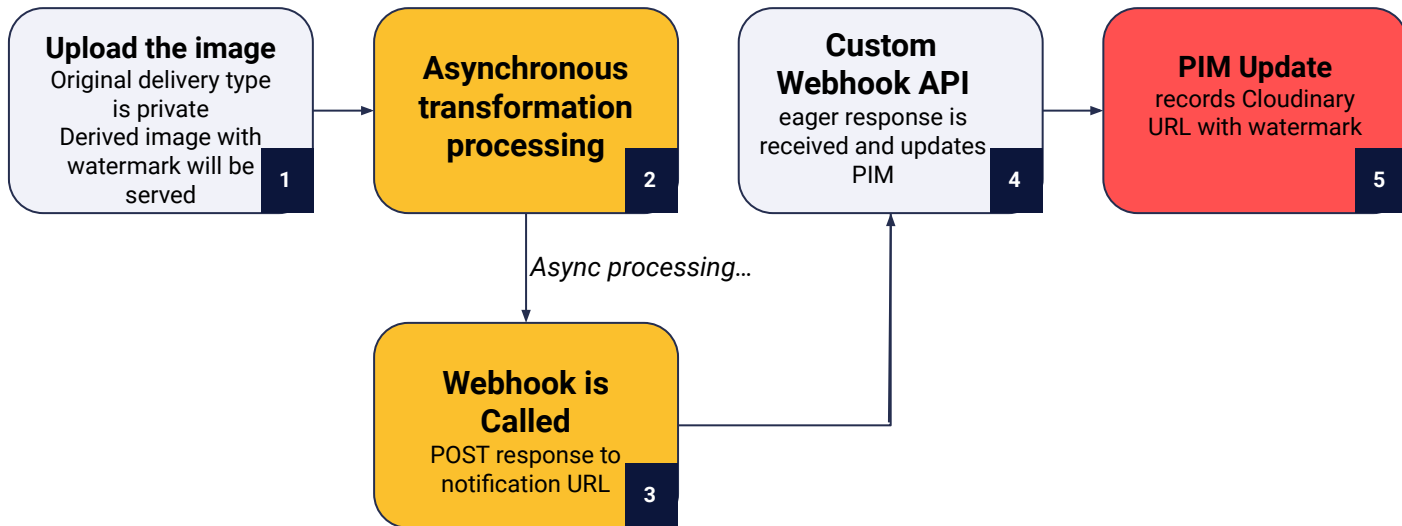 Upload the image
Original delivery type
is private
Derived image with
watermark will be
served
1
Asynchronous
transformation
processing
2
Async processing…
Webhook is
Called
POST response to
notification URL
3
Custom
Webhook API
eager response is
received and updates
PIM
4
PIM Update
records Cloudinary
URL with watermark
5